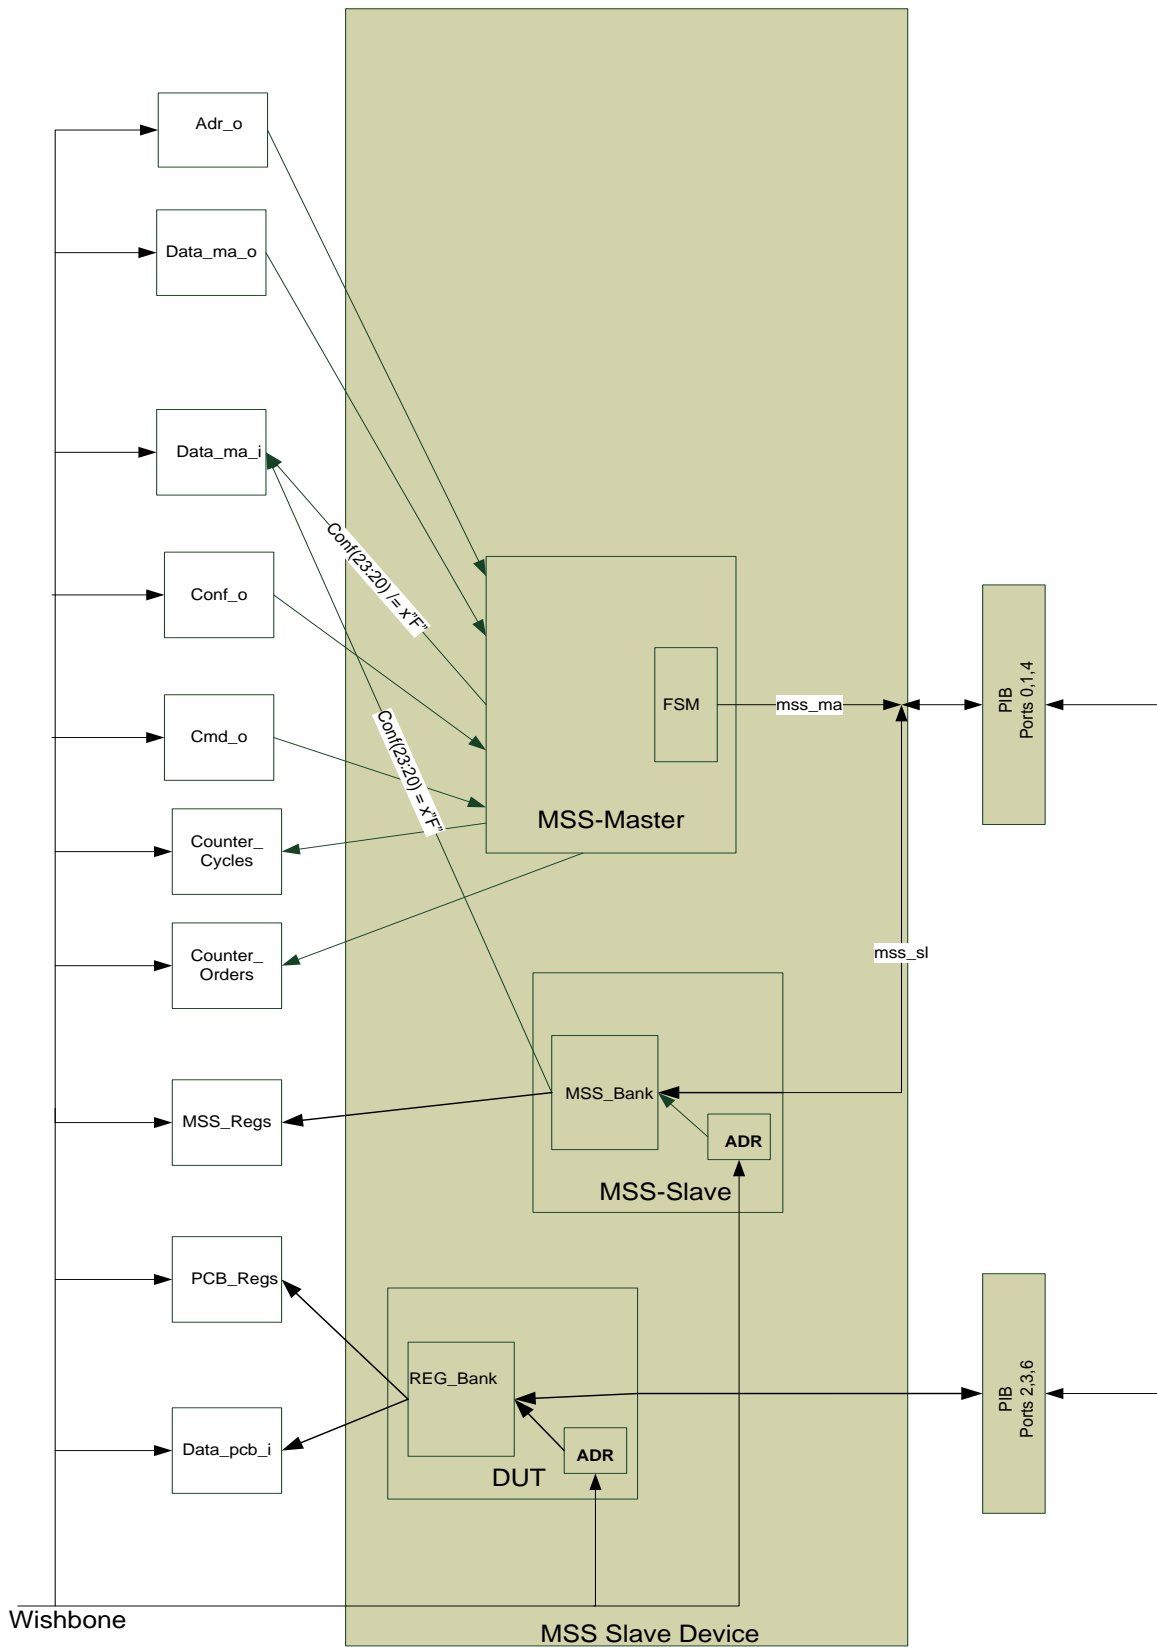 Adr_o
Data_ma_o
Data_ma_i
Conf(23:20) /= x”F”
Conf_o
FSM
mss_ma
PIB
Ports 0,1,4
Cmd_o
Conf(23:20) = x”F”
MSS-Master
Counter_
Cycles
Counter_
Orders
mss_sl
MSS_Bank
MSS_Regs
ADR
MSS-Slave
PCB_Regs
REG_Bank
PIB
Ports 2,3,6
Data_pcb_i
ADR
DUT
Wishbone
MSS Slave Device